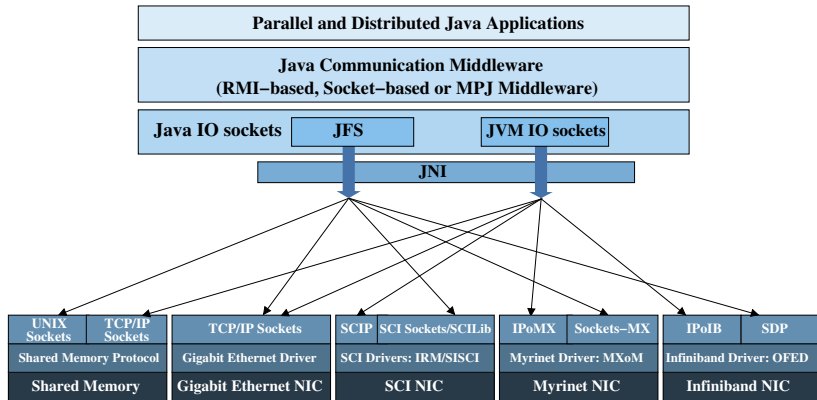 Parallel and Distributed Java Applications
Java Communication Middleware
(RMI−based, Socket−based or MPJ Middleware)
Java IO sockets
JFS
JVM IO sockets
JNI
UNIX
Sockets
TCP/IP
Sockets
TCP/IP Sockets
SCIP
SCI Sockets/SCILib
IPoMX
Sockets−MX
IPoIB
SDP
Shared Memory Protocol
Gigabit Ethernet Driver
SCI Drivers: IRM/SISCI
Myrinet Driver: MXoM
Infiniband Driver: OFED
Shared Memory
Gigabit Ethernet NIC
SCI NIC
Myrinet NIC
Infiniband NIC